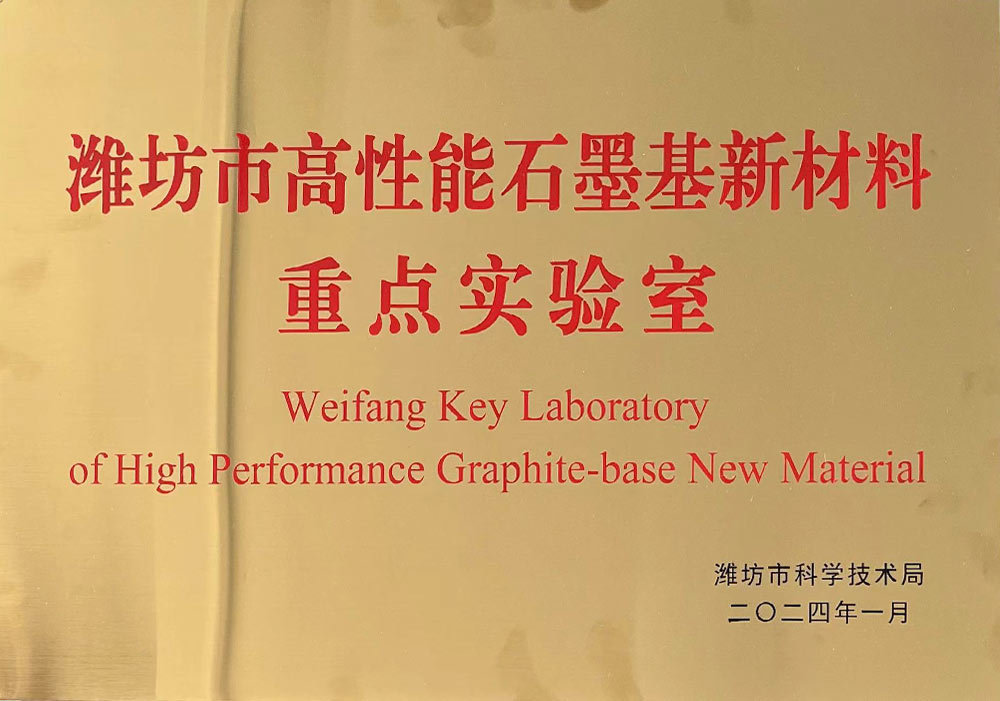 潍坊市高性能石墨基新材料
重点实验室
Weifang Key Laboratory
of High Performance Graphite-base New Material
潍坊市科学技术局
二〇二四年一月